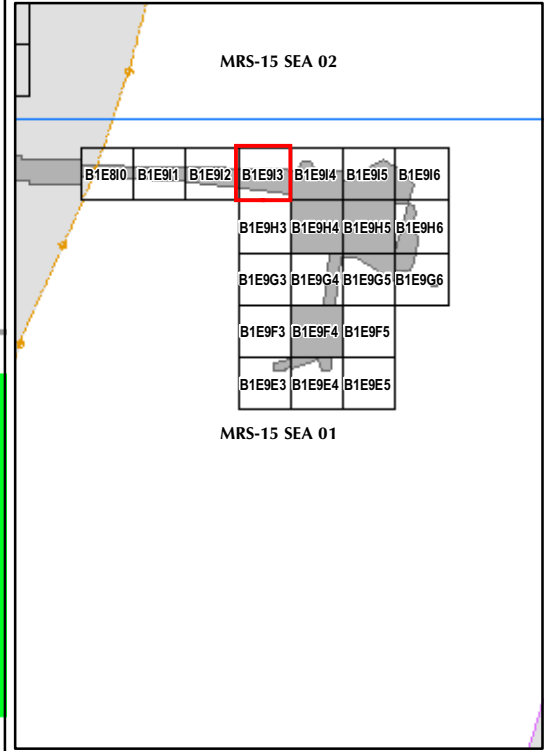 MRS-15 SEA 02
B1E8I0 B1E9I1 B1E9I2 B1E9I3 B1E9I4 B1E9I5 B1E9I6
B1E9H3 B1E9H4 B1E9H5 B1E9H6
B1E9G3 B1E9G4 B1E9G5 B1E9G6
B1E9F3 B1E9F4 B1E9F5
B1E9E3 B1E9E4 B1E9E5
MRS-15 SEA 01